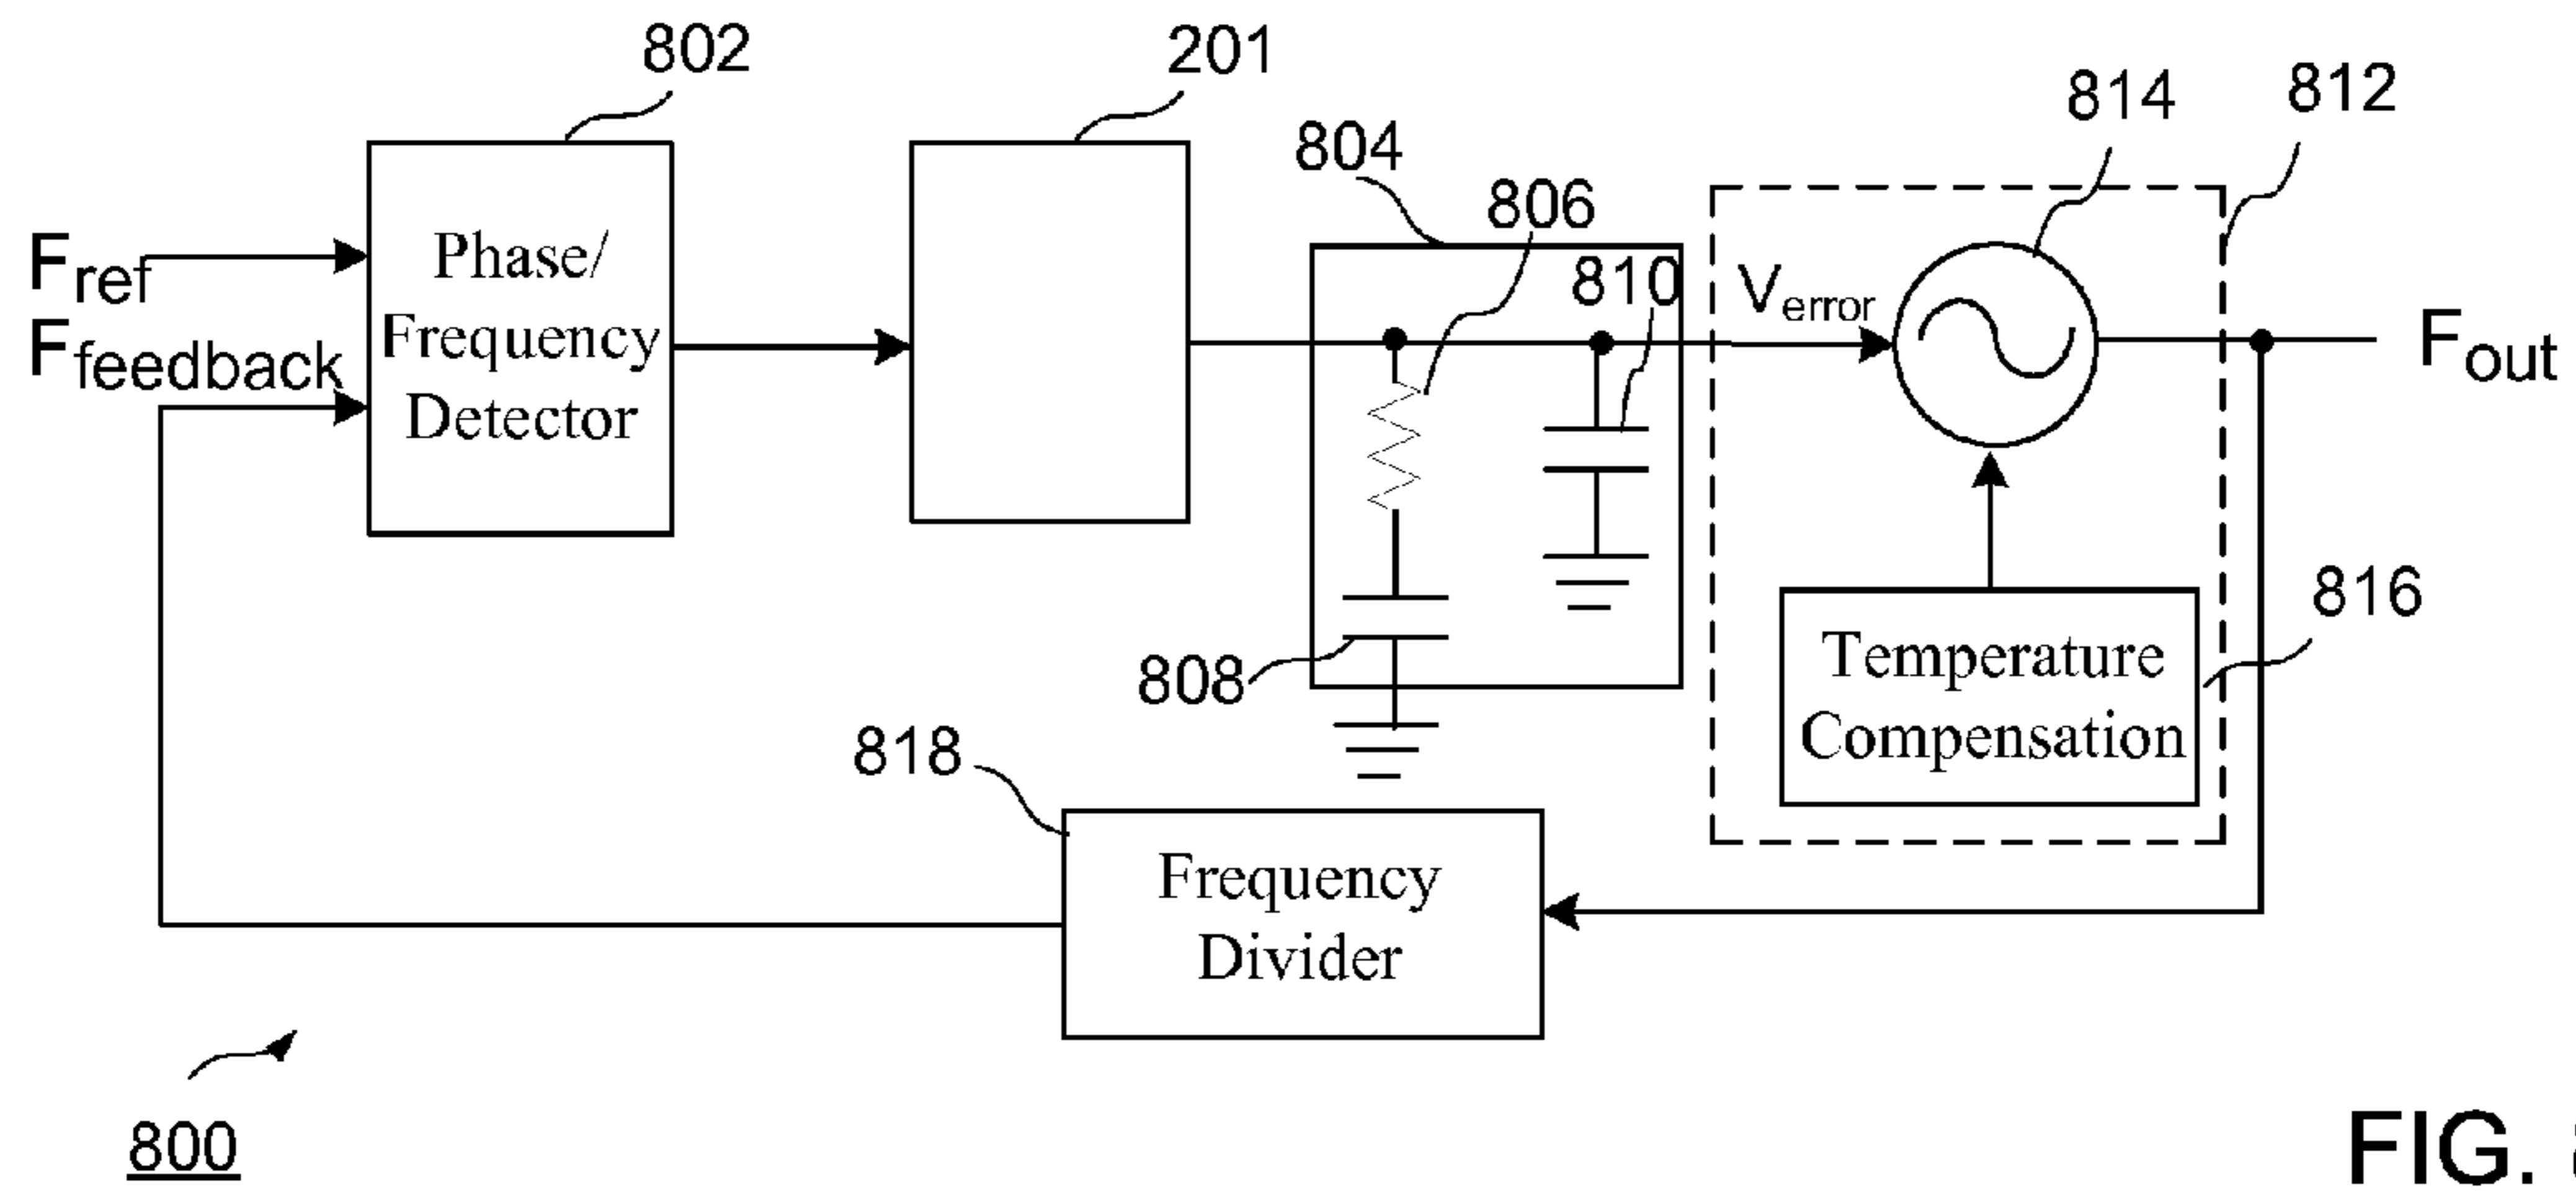 802
201
814
812
804
806
810
Fref
Ffeedback
Phase/
Frequency
Detector
Verror
Fout
816
Temperature
Compensation
808
818
Frequency
Divider
800
FIG.